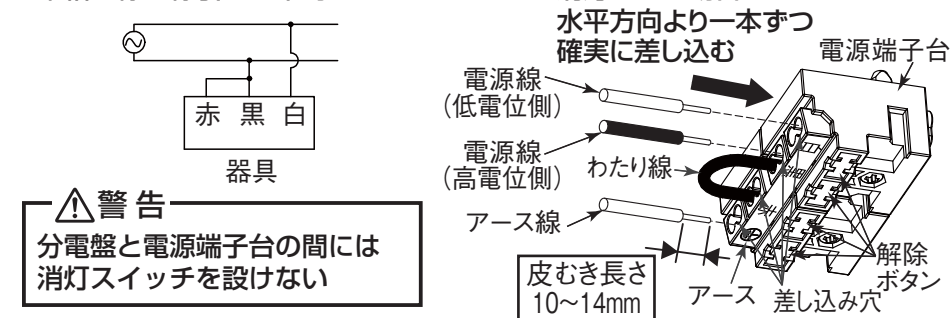 赤 黒 白
器具
警告
分電盤と電源端子台の間には
消灯スイッチを設けない
水平方向より一本ずつ
確実に差し込む
電源端子台
電源線
(低電位側)
電源線
(高電位側)
わたり線
アース線
皮むき長さ
10~14mm
アース
差し込み穴
解除
ボタン